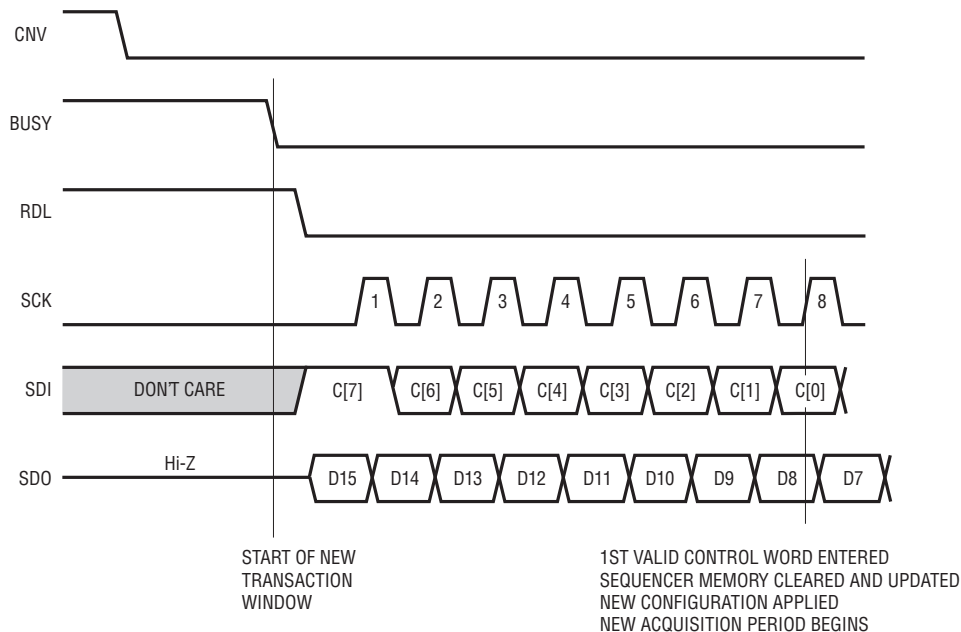 CNV
BUSY
RDL
SCK
1 2 3 4 5 6 7 8
SDI
DON'T CARE
C[7] C[6] C[5] C[4] C[3] C[2] C[1] C[0]
SDO
Hi-Z
D15 D14 D13 D12 D11 D10 D9 D8 D7
START OF NEW
TRANSACTION
WINDOW
1ST VALID CONTROL WORD ENTERED
SEQUENCER MEMORY CLEARED AND UPDATED
NEW CONFIGURATION APPLIED
NEW ACQUISITION PERIOD BEGINS